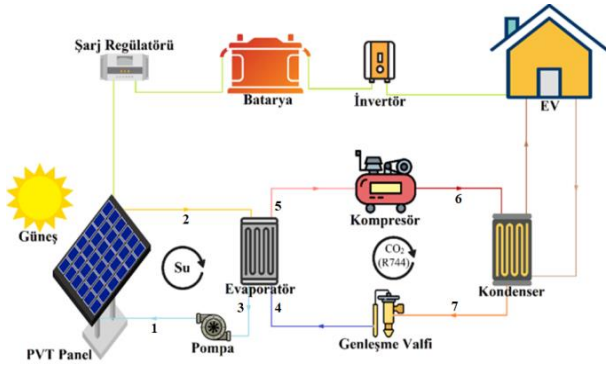 Şarj Regülatörü
Batarya
İnvertör
EV
Güneş
2
5
Kompresör
6
Su
CO₂
(R744)
Evaporatör
Kondenser
1
3
4
7
Pompa
Genleşme Valfi
PVT Panel